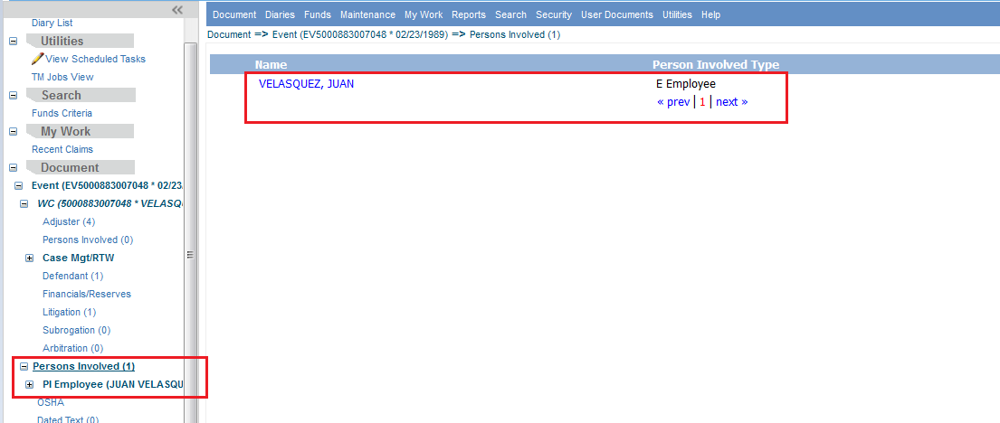 Diary List
Utilities
View Scheduled Tasks
TM Jobs View
Search
Funds Criteria
My Work
Recent Claims
Document
Event (EV5000883007048 * 02/23
WC (5000883007048 * VELASQ
Adjuster (4)
Persons Involved (0)
Case Mgt/RTW
Defendant (1)
Financials/Reserves
Litigation (1)
Subrogation (0)
Arbitration (0)
Persons Involved (1)
PI Employee (JUAN VELASQU
OSHA
Dated Text (0)
Document Diaries Funds Maintenance My Work Reports Search Security User Documents Utilities Help
Document => Event (EV5000883007048 * 02/23/1989) => Persons Involved (1)
Name Person Involved Type
VELASQUEZ, JUAN E Employee
« prev | 1 | next »